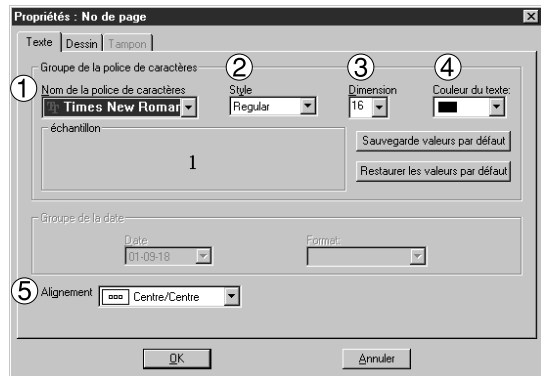 Propriétés : No de page
Texte Dessin Tampon
Groupe de la police de caractères
1 2 3 4
Nom de la police de caractères Style Dimension Couleur du texte:
Times New Romar Regular 16
échantillon
1
Sauvegarde valeurs par défaut
Restaurer les valeurs par défaut
Groupe de la date
Date Format:
01-09-18
5 Alignement Centre/Centre
OK Annuler